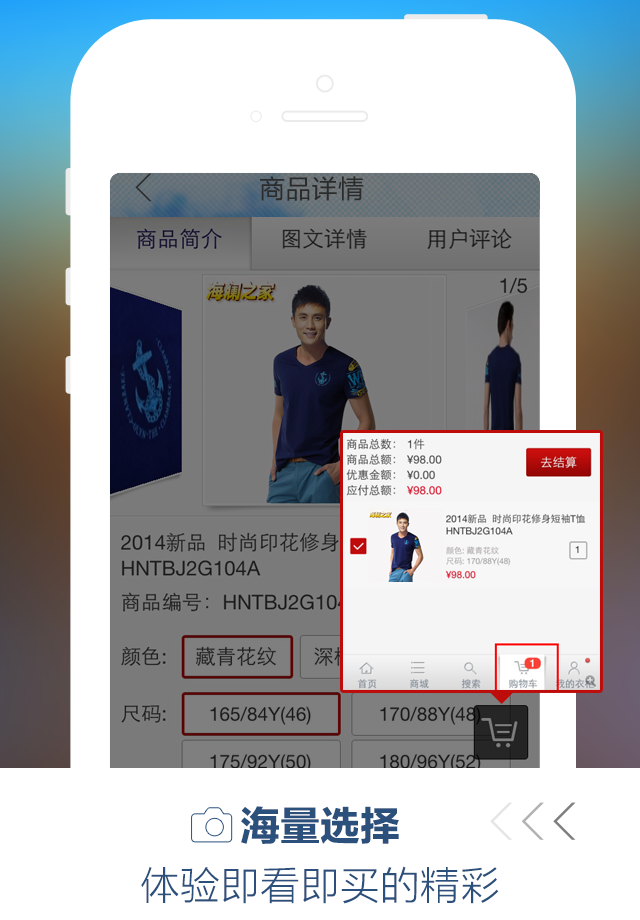 商品详情
商品简介
图文详情
用户评论
海澜之家
1/5
2014新品 时尚印花修身
HNTBJ2G104A
商品编号： HNTBJ2G104
颜色:
藏青花纹
尺码:
165/84Y(46)
170/88Y(48)
175/92Y(50)
180/96Y(52)
商品总数： 1件
商品总额： ¥98.00
优惠金额： ¥0.00
应付总额： ¥98.00
去结算
海澜之家
2014新品 时尚印花修身短袖T恤
HNTBJ2G104A
颜色: 藏青花纹
尺码: 170/88Y(48)
¥98.00
1
首页
商城
搜索
1
购物车
我的衣橱
海量选择
体验即看即买的精彩